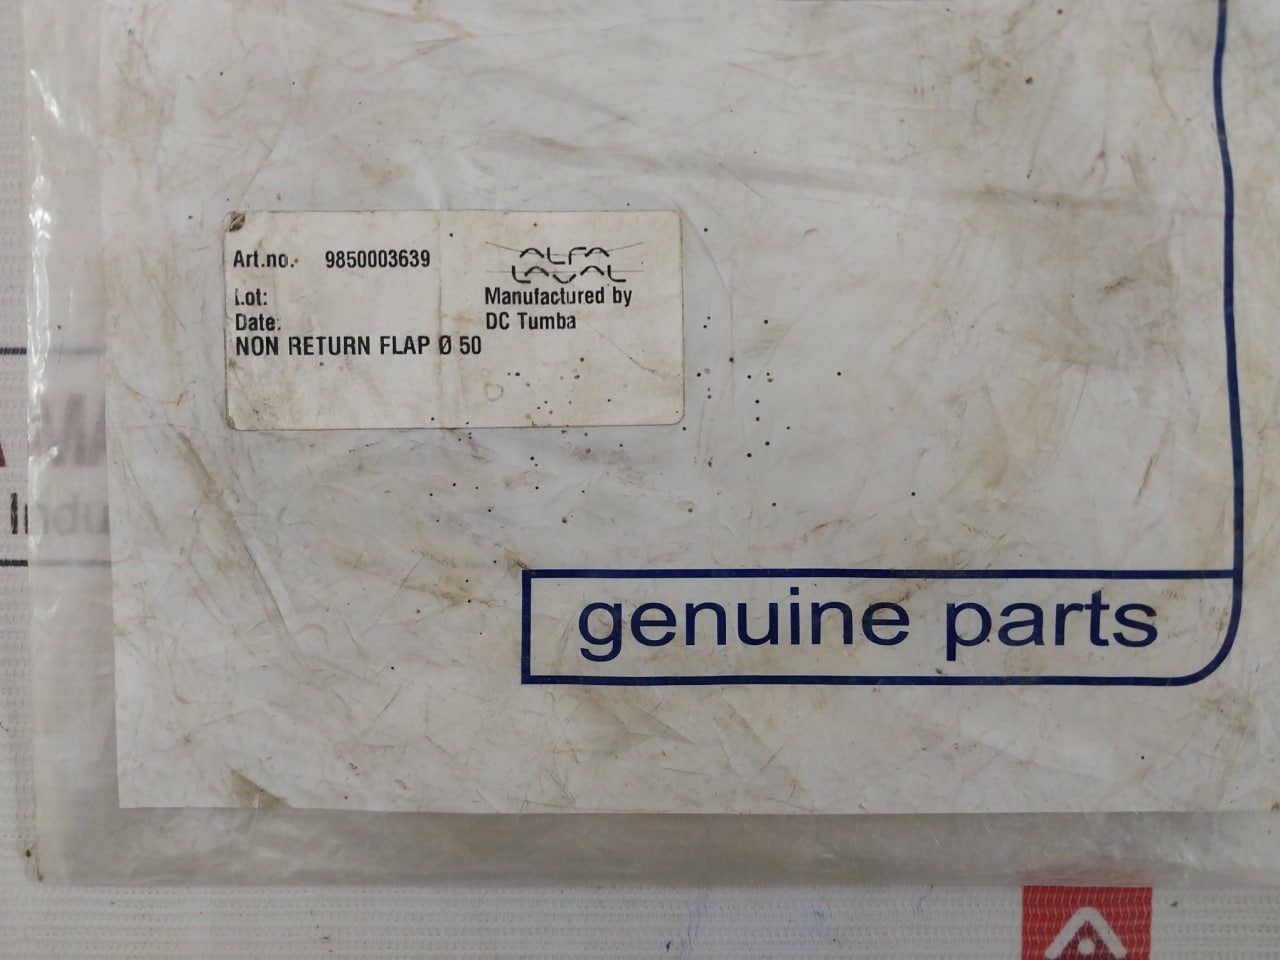 Art.no. 9850003639
ALFA
LAVAL
Lot:
Manufactured by
Date:
DC Tumba
NON RETURN FLAP Ø 50
genuine parts